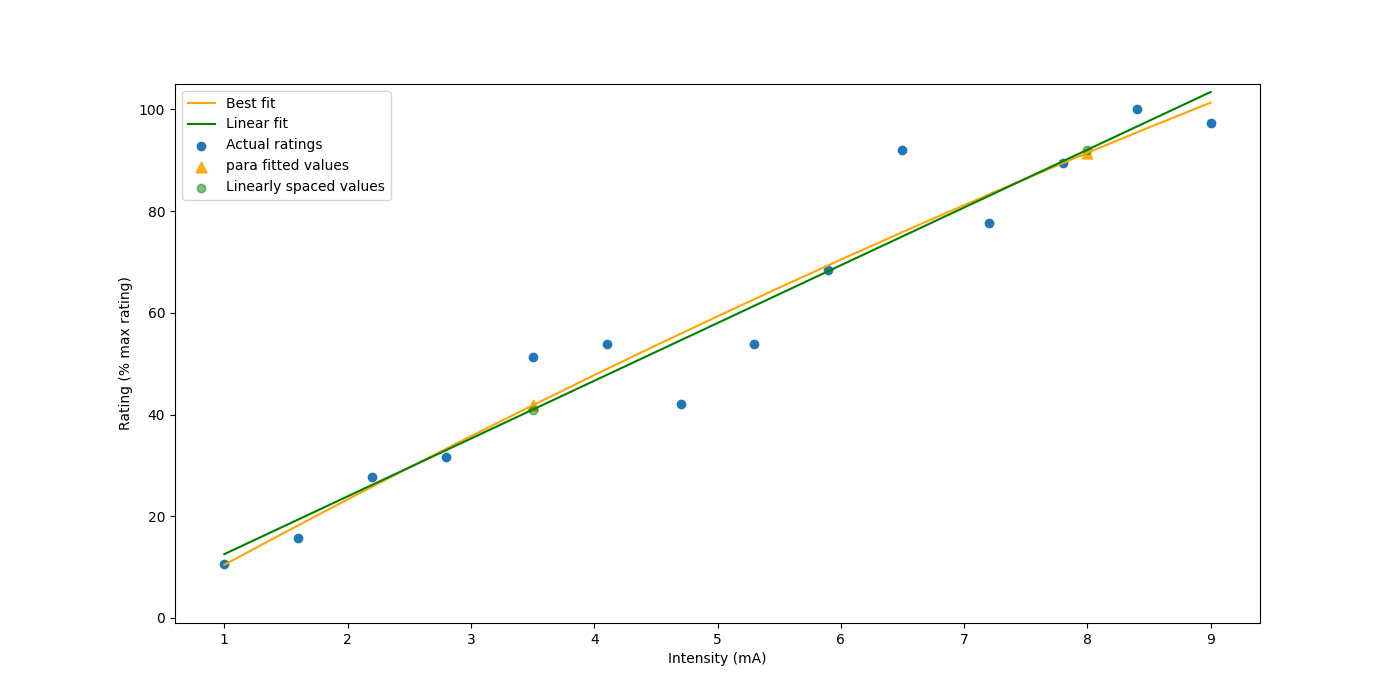 Best fit
Linear fit
Actual ratings
para fitted values
Linearly spaced values
100
80
60
40
20
0
Rating (% max rating)
1 2 3 4 5 6 7 8 9
Intensity (mA)